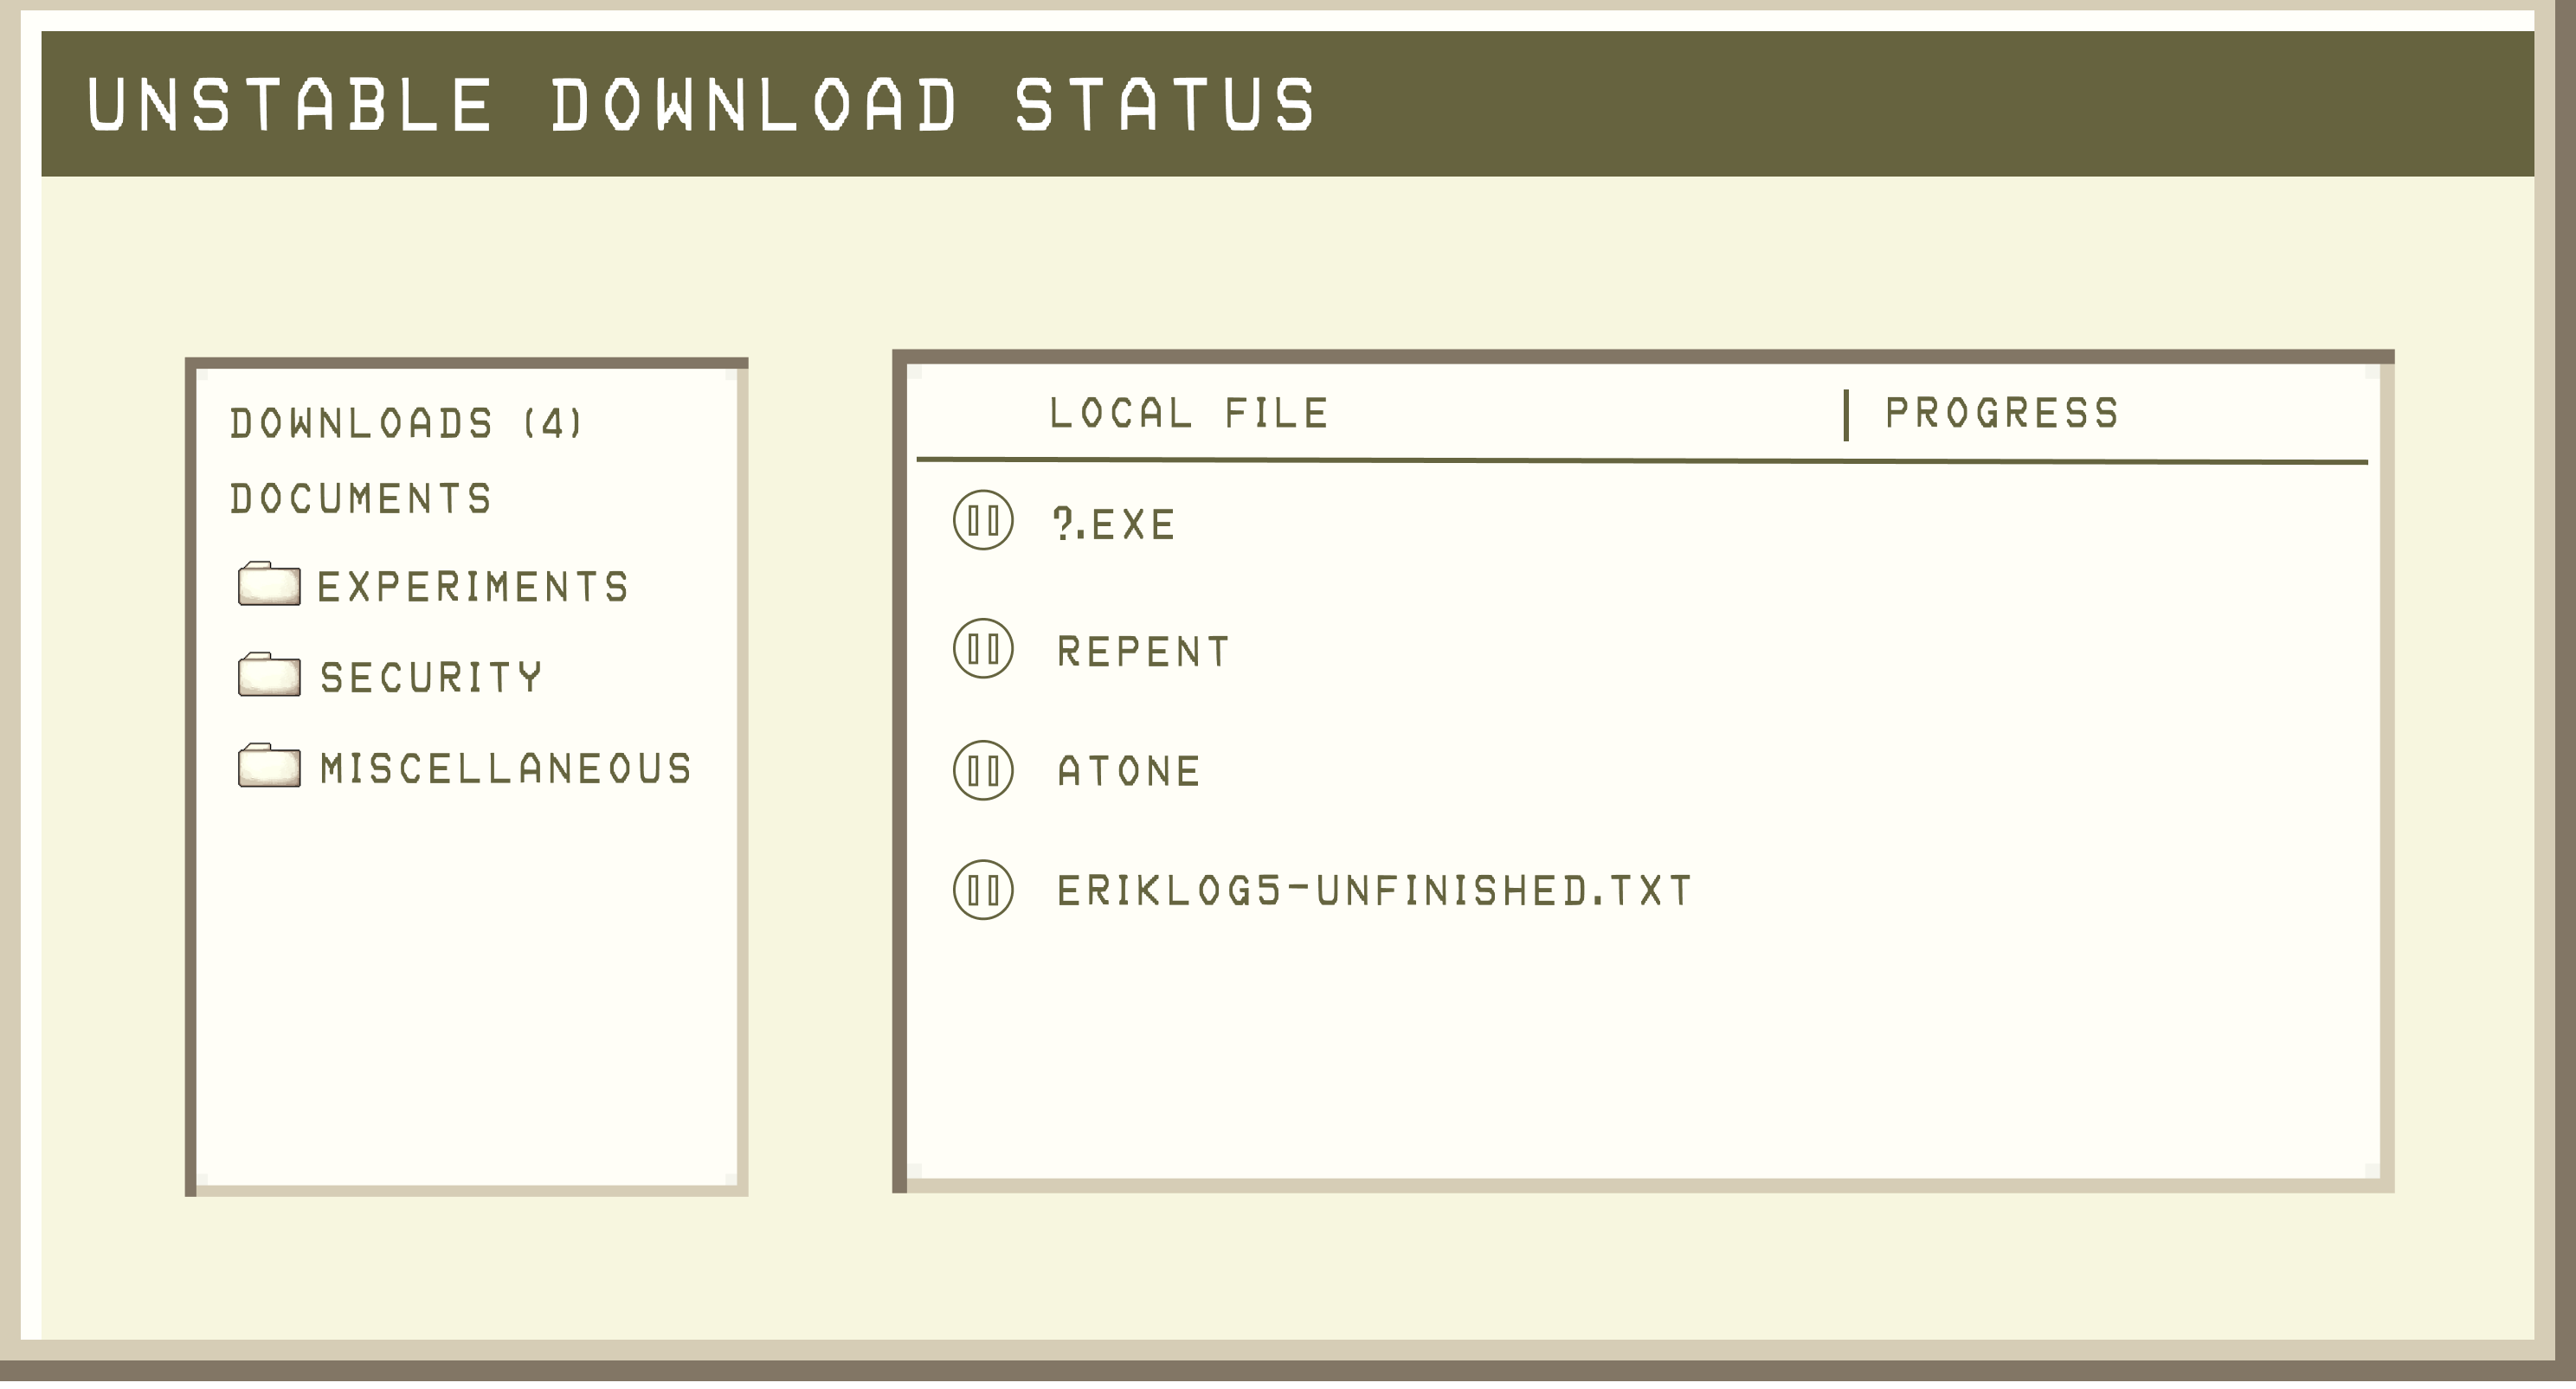 UNSTABLE DOWNLOAD STATUS
DOWNLOADS (4)
DOCUMENTS
EXPERIMENTS
SECURITY
MISCELLANEOUS
LOCAL FILE | PROGRESS
?.EXE
REPENT
ATONE
ERIKLOG5-UNFINISHED.TXT